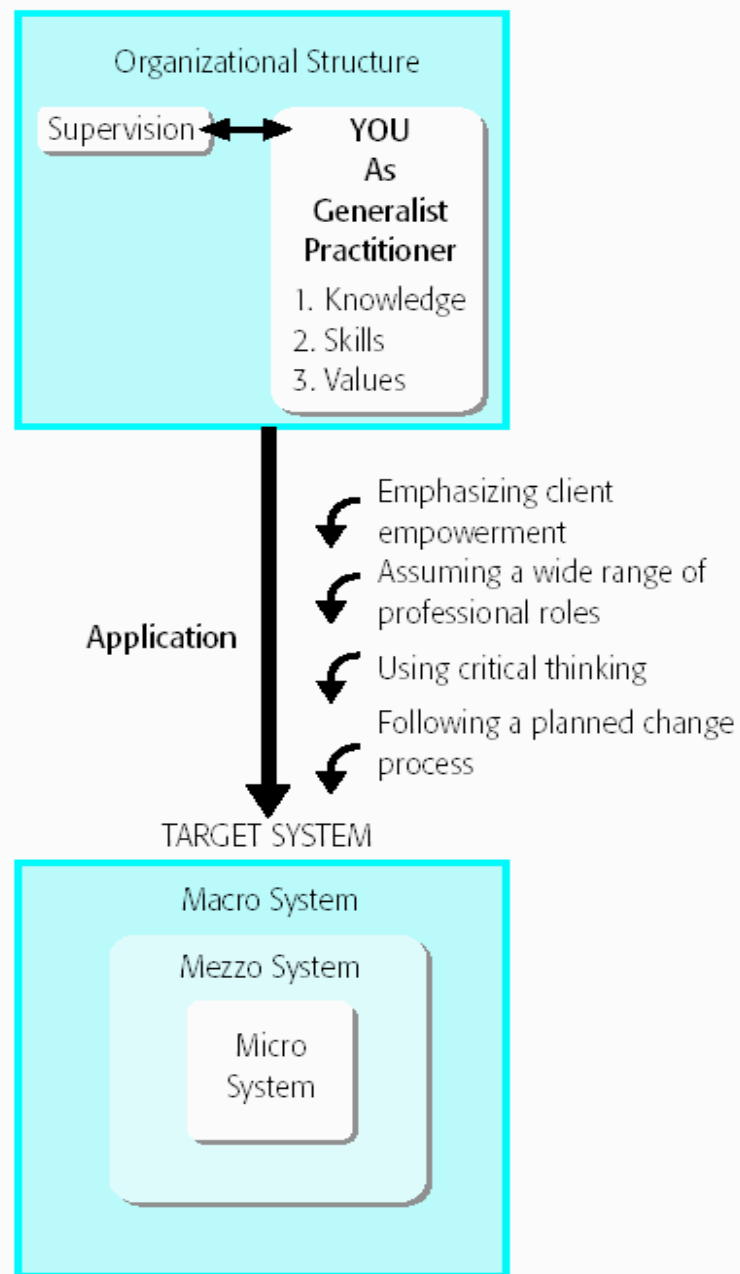 Organizational Structure
Supervision
YOU
As
Generalist
Practitioner
1. Knowledge
2. Skills
3. Values
Application
Emphasizing client
empowerment
Assuming a wide range of
professional roles
Using critical thinking
Following a planned change
process
TARGET SYSTEM
Macro System
Mezzo System
Micro
System